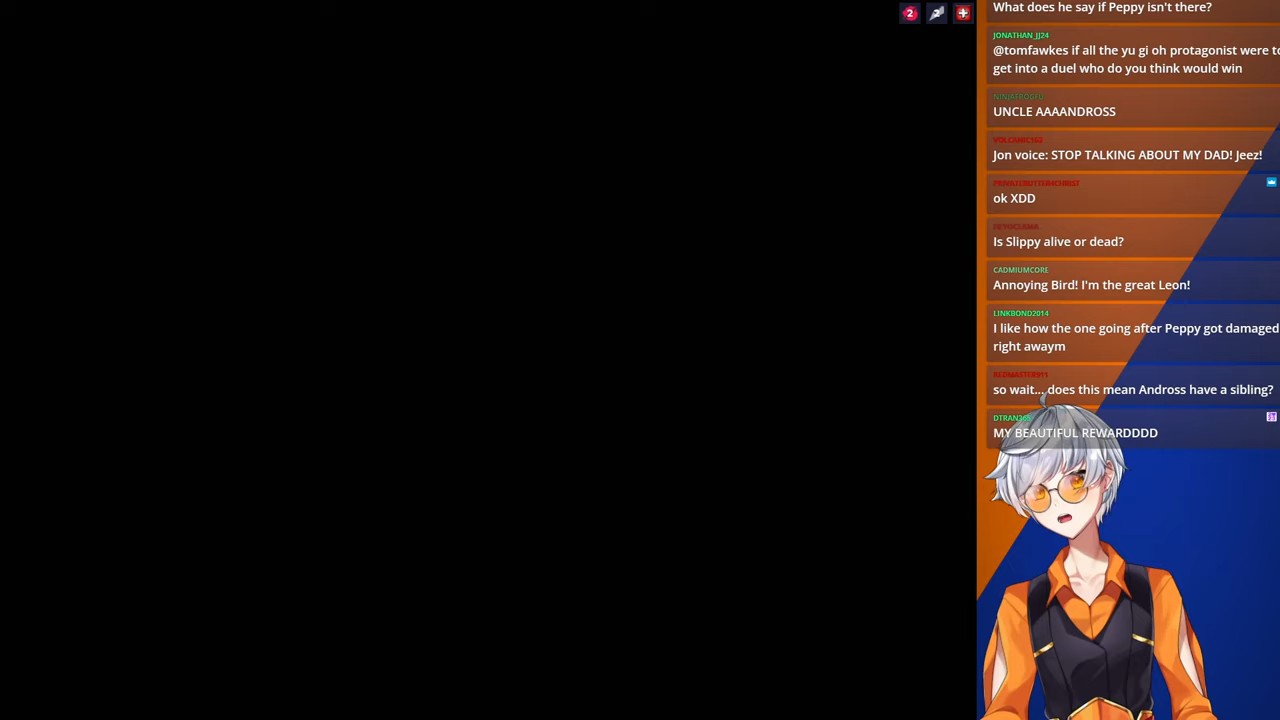 2
What does he say if Peppy isn't there?
JONATHAN_JJ24
@tomfawkes if all the yu gi oh protagonist were to
get into a duel who do you think would win
UNCLE AAAANDROSS
VOLCANIC162
Jon voice: STOP TALKING ABOUT MY DAD! Jeez!
ok XDD
Is Slippy alive or dead?
CADMIUMCORE
Annoying Bird! I'm the great Leon!
LINKBOND2014
I like how the one going after Peppy got damaged
right awaym
REDMASTER911
so wait... does this mean Andross have a sibling?
MY BEAUTIFUL REWARDDDD